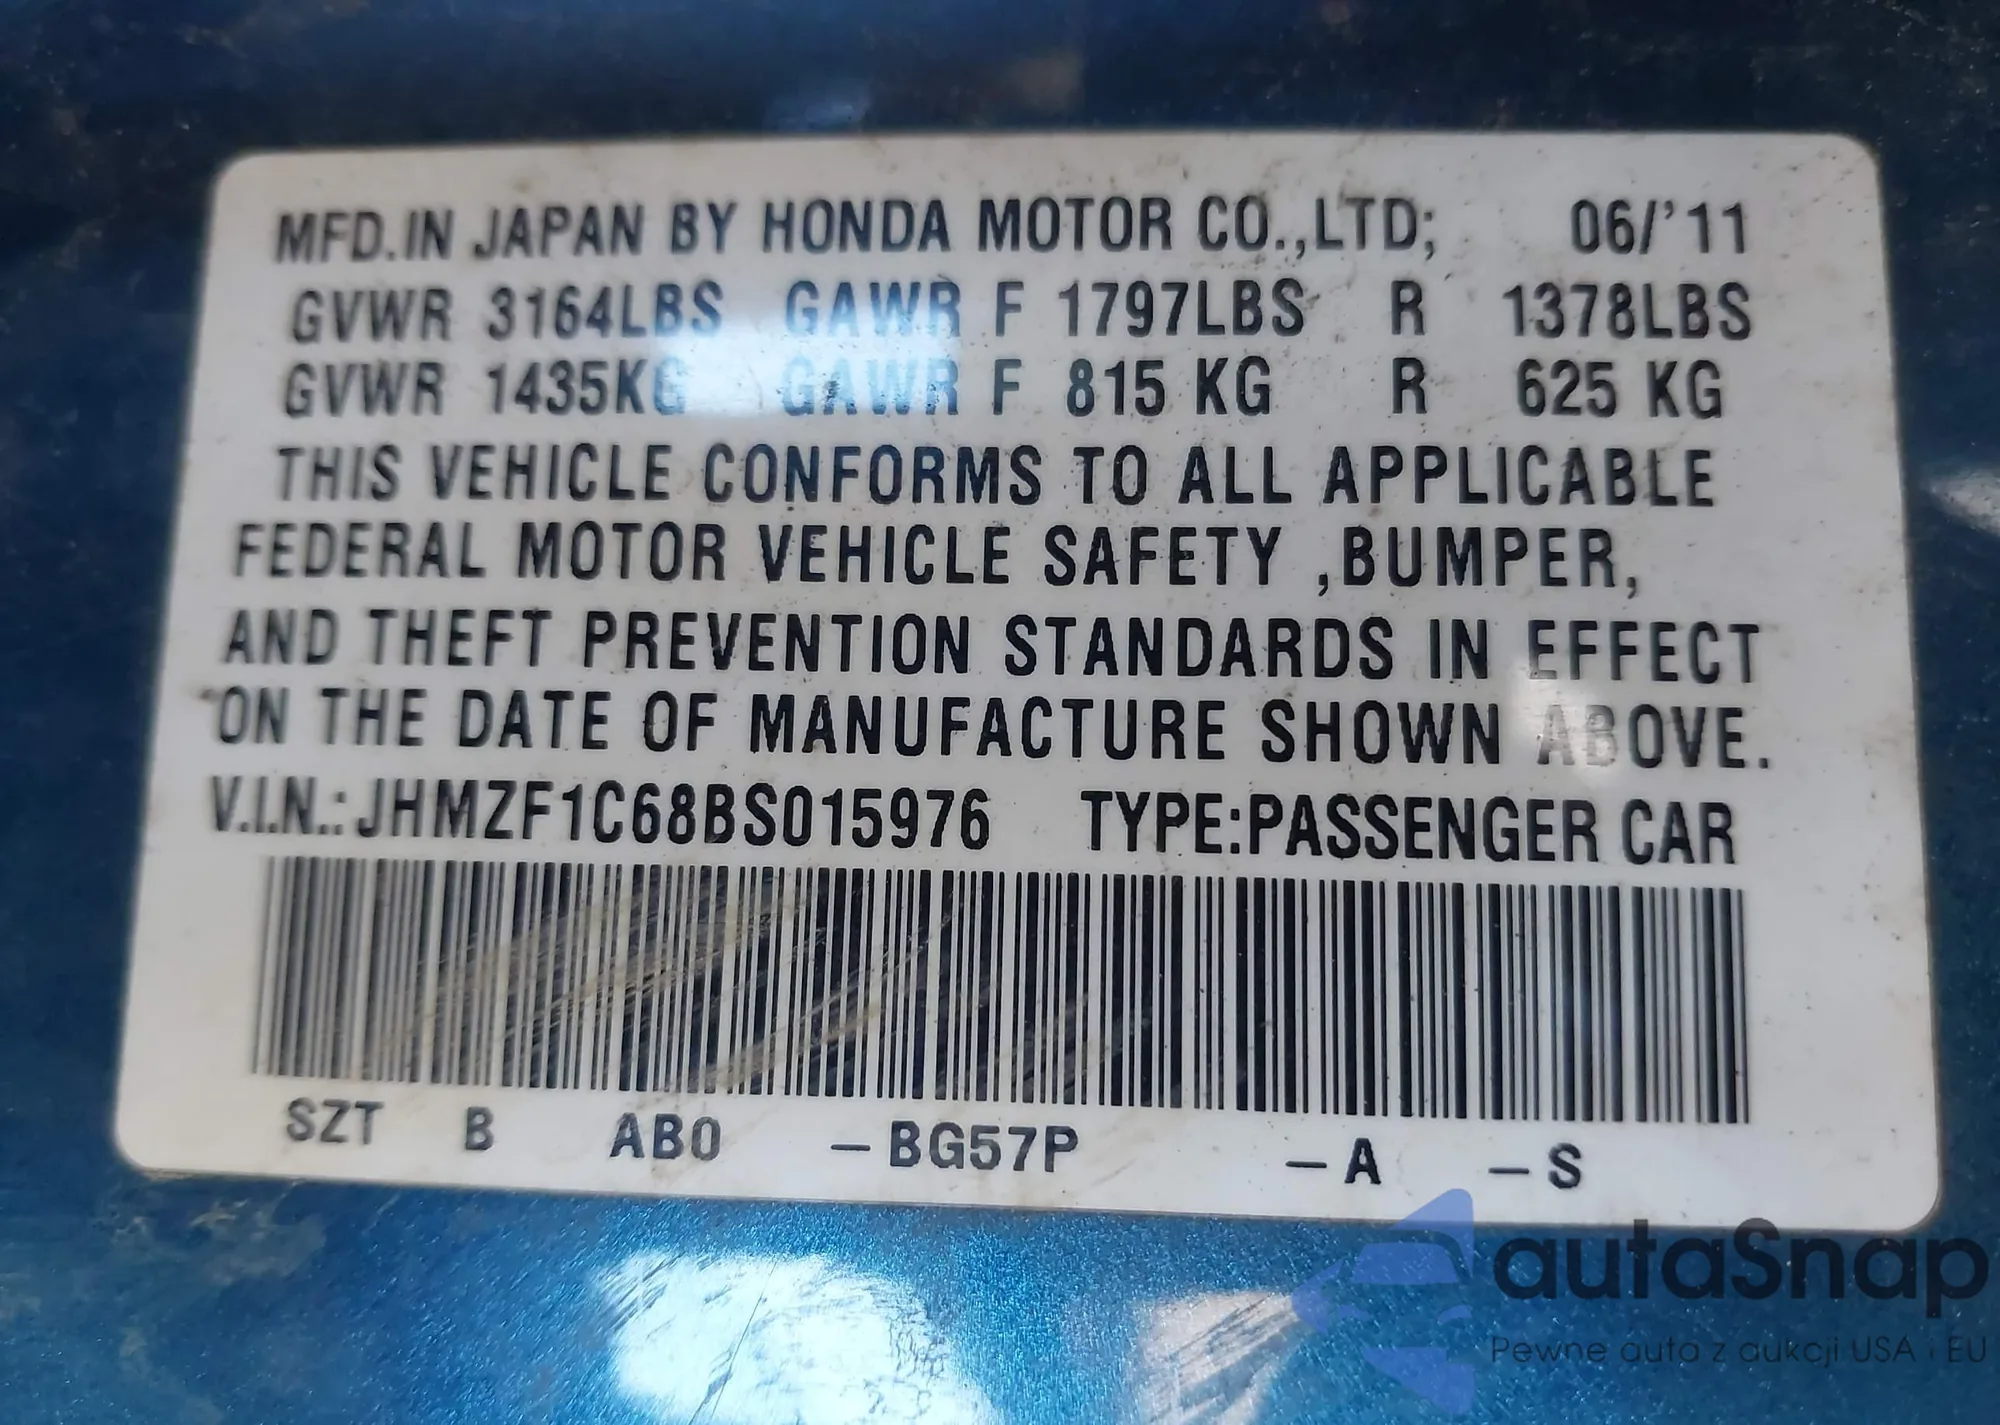 MFD.IN JAPAN BY HONDA MOTOR CO.,LTD; 06/'11
GVWR 3164LBS GAWR F 1797LBS R 1378LBS
GVWR 1435KG GAWR F 815 KG R 625 KG
THIS VEHICLE CONFORMS TO ALL APPLICABLE
FEDERAL MOTOR VEHICLE SAFETY ,BUMPER,
AND THEFT PREVENTION STANDARDS IN EFFECT
ON THE DATE OF MANUFACTURE SHOWN ABOVE.
V.I.N.:JHMZF1C68BS015976 TYPE:PASSENGER CAR
SZT B AB0 -BG57P -A -S
autaSnap
Pewne auta z aukcji USA i EU